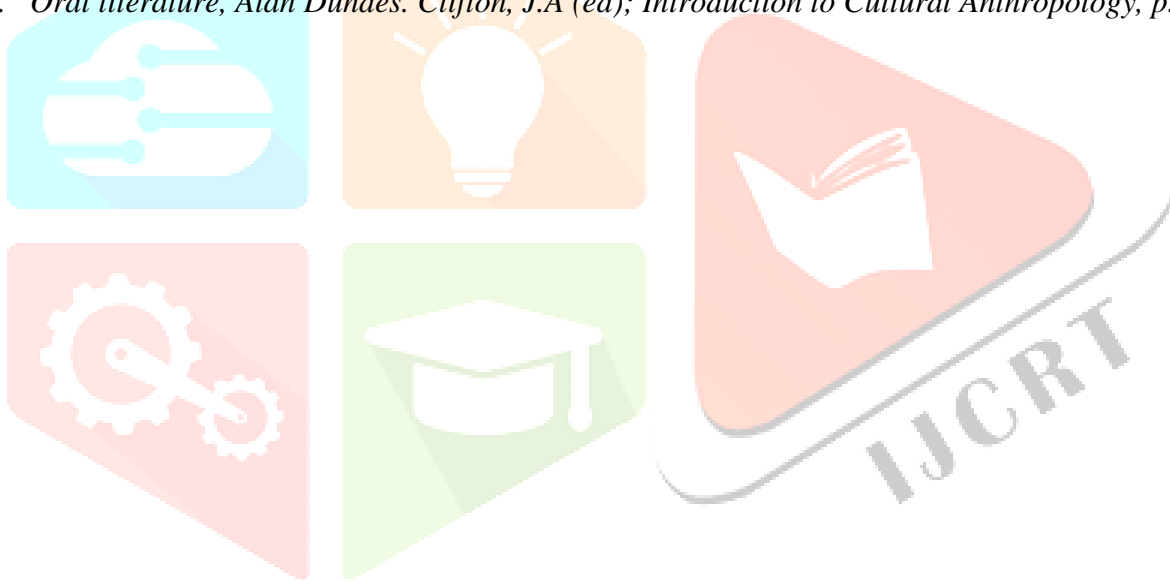 . Oral literature, Alan Dundes. Clifton, J.A (ed); Introduction to Cultural Anthropology, p.
IJCRT